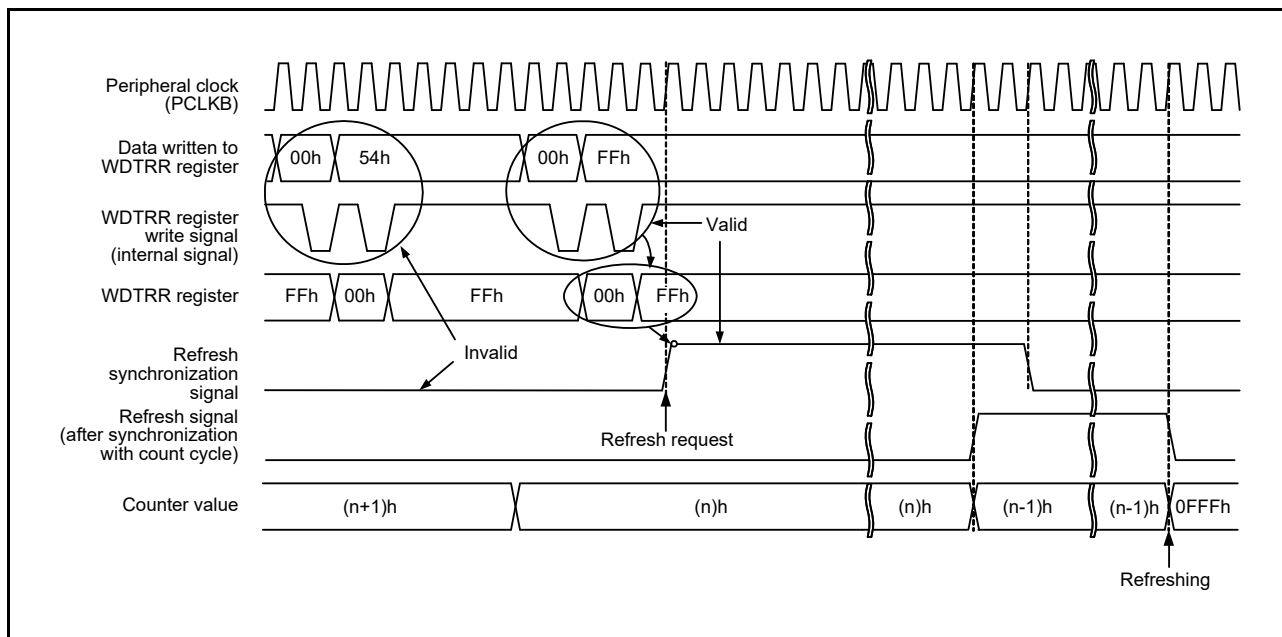 Peripheral clock
(PCLKB)
Data written to
WDTRR register
00h
54h
00h
FFh
WDTRR register
write signal
(internal signal)
Valid
WDTRR register
FFh
00h
FFh
00h
FFh
Invalid
Refresh
synchronization
signal
Refresh request
Refresh signal
(after synchronization
with count cycle)
Counter value
(n+1)h
(n)h
(n)h
(n-1)h
(n-1)h
0FFFh
Refreshing